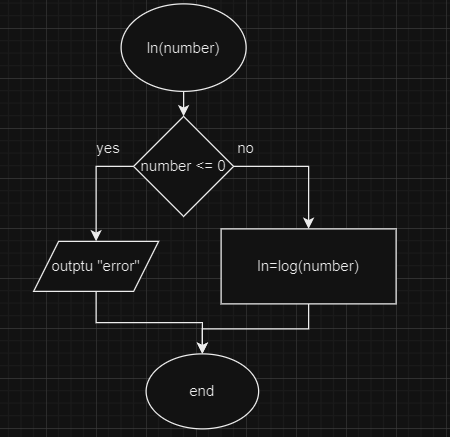 ln(number)
yes
no
number <= 0
outptu "error"
ln=log(number)
end